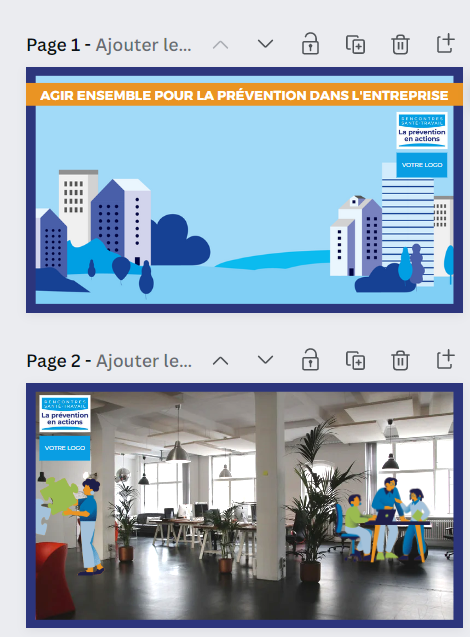 Page 1 - Ajouter le...
AGIR ENSEMBLE POUR LA PRÉVENTION DANS L'ENTREPRISE
RENCONTRES
SANTÉ-TRAVAIL
La prévention
en actions
VOTRE LOGO
Page 2 - Ajouter le...
RENCONTRES
SANTÉ-TRAVAIL
La prévention
en actions
VOTRE LOGO